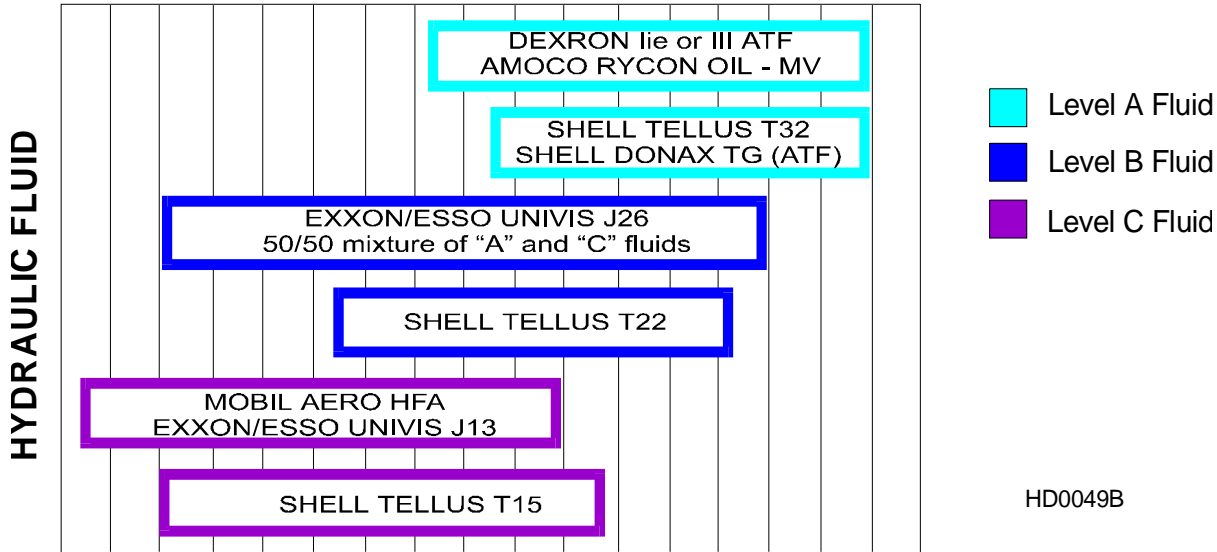 HYDRAULIC FLUID
DEXRON IIe or III ATF
AMOCO RYCON OIL - MV
SHELL TELLUS T32
SHELL DONAX TG (ATF)
EXXON/ESSO UNIVIS J26
50/50 mixture of “A” and “C” fluids
SHELL TELLUS T22
MOBIL AERO HFA
EXXON/ESSO UNIVIS J13
SHELL TELLUS T15
Level A Fluid
Level B Fluid
Level C Fluid
HD0049B